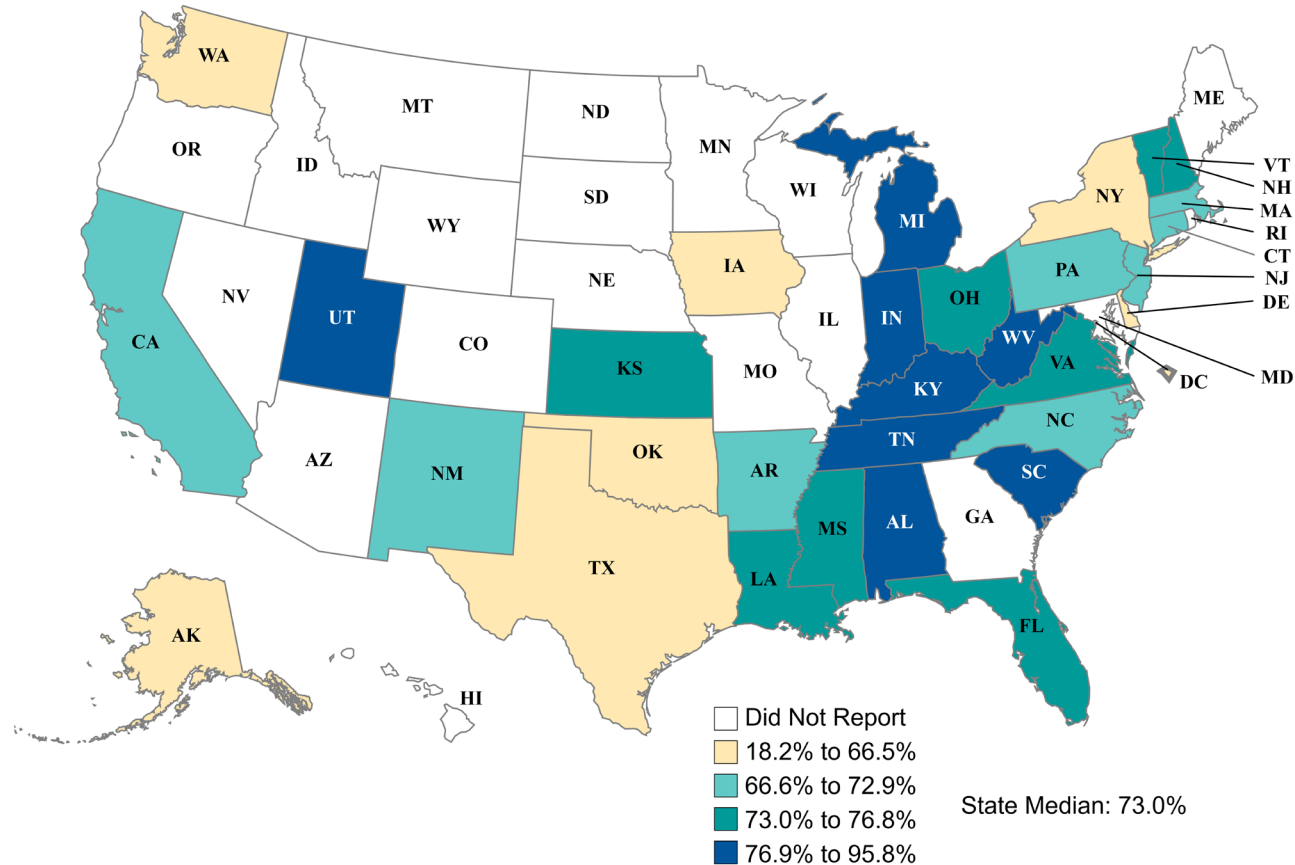 WA
MT
ND
MN
ME
OR
ID
SD
WI
VT
NH
NY
MA
WY
MI
RI
CT
NE
IA
PA
NJ
NV
UT
CO
IL
IN
OH
DE
CA
KS
MO
WV
VA
MD
DC
KY
NC
AZ
NM
OK
AR
TN
SC
MS
AL
GA
TX
LA
FL
AK
HI
Did Not Report
18.2% to 66.5%
66.6% to 72.9%
73.0% to 76.8%
76.9% to 95.8%
State Median: 73.0%